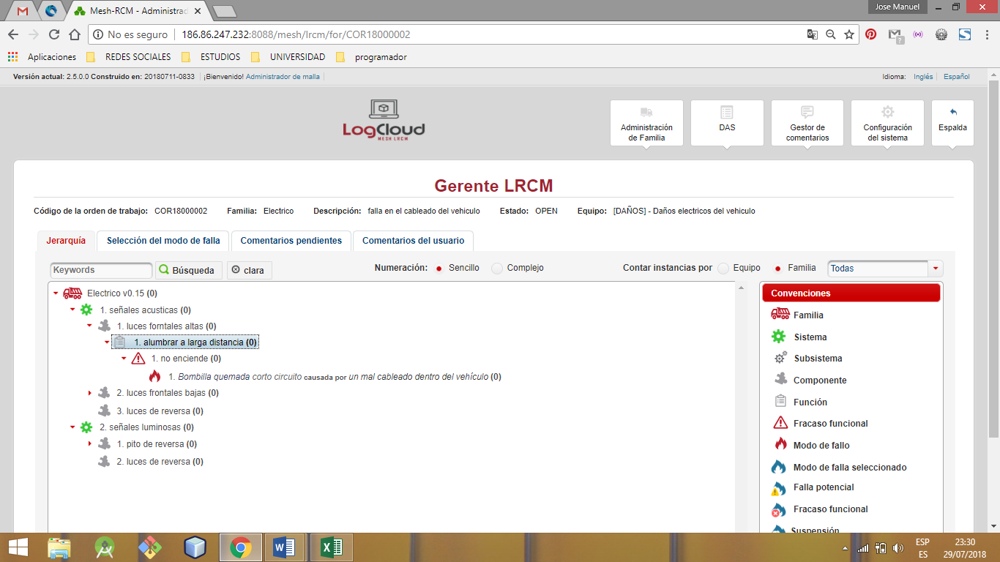 Jose Manuel
Mesh-RCM - Administrad
No es seguro | 186.86.247.232:8088/mesh/lrcm/for/COR18000002
Aplicaciones REDES SOCIALES ESTUDIOS UNIVERSIDAD programador
Versión actual: 2.5.0.0 Construido en: 20180711-0833 ¡Bienvenido! Administrador de malla Idioma: Inglés Español
LogCloud
MESH LRCM
Administración de Familia
DAS
Gestor de comentarios
Configuración del sistema
Espalda
Gerente LRCM
Código de la orden de trabajo: COR18000002 Familia: Electrico Descripción: falla en el cableado del vehiculo Estado: OPEN Equipo: [DAÑOS] - Daños electricos del vehiculo
Jerarquía Selección del modo de falla Comentarios pendientes Comentarios del usuario
Keywords Búsqueda clara Numeración: Sencillo Complejo Contar instancias por Equipo Familia Todas
Electrico v0.15 (0)
1. señales acusticas (0)
1. luces forntales altas (0)
1. alumbrar a larga distancia (0)
1. no enciende (0)
1. Bombilla quemada corto circuito causada por un mal cableado dentro del vehículo (0)
2. luces frontales bajas (0)
3. luces de reversa (0)
2. señales luminosas (0)
1. pito de reversa (0)
2. luces de reversa (0)
Convenciones
Familia
Sistema
Subsistema
Componente
Función
Fracaso funcional
Modo de fallo
Modo de falla seleccionado
Falla potencial
Fracaso funcional
Suspensión
ESP
ES
23:30
29/07/2018